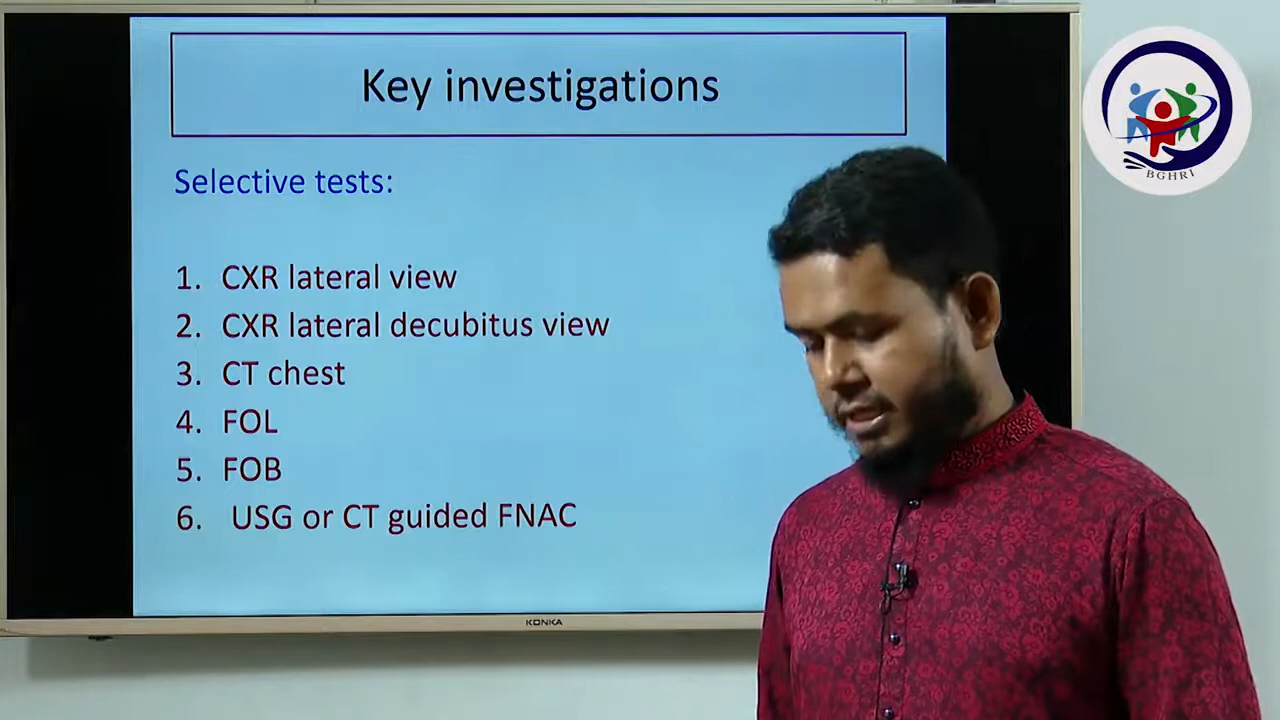 Key investigations
BGHRI
Selective tests:
1. CXR lateral view
2. CXR lateral decubitus view
3. CT chest
4. FOL
5. FOB
6. USG or CT guided FNAC
KONKA